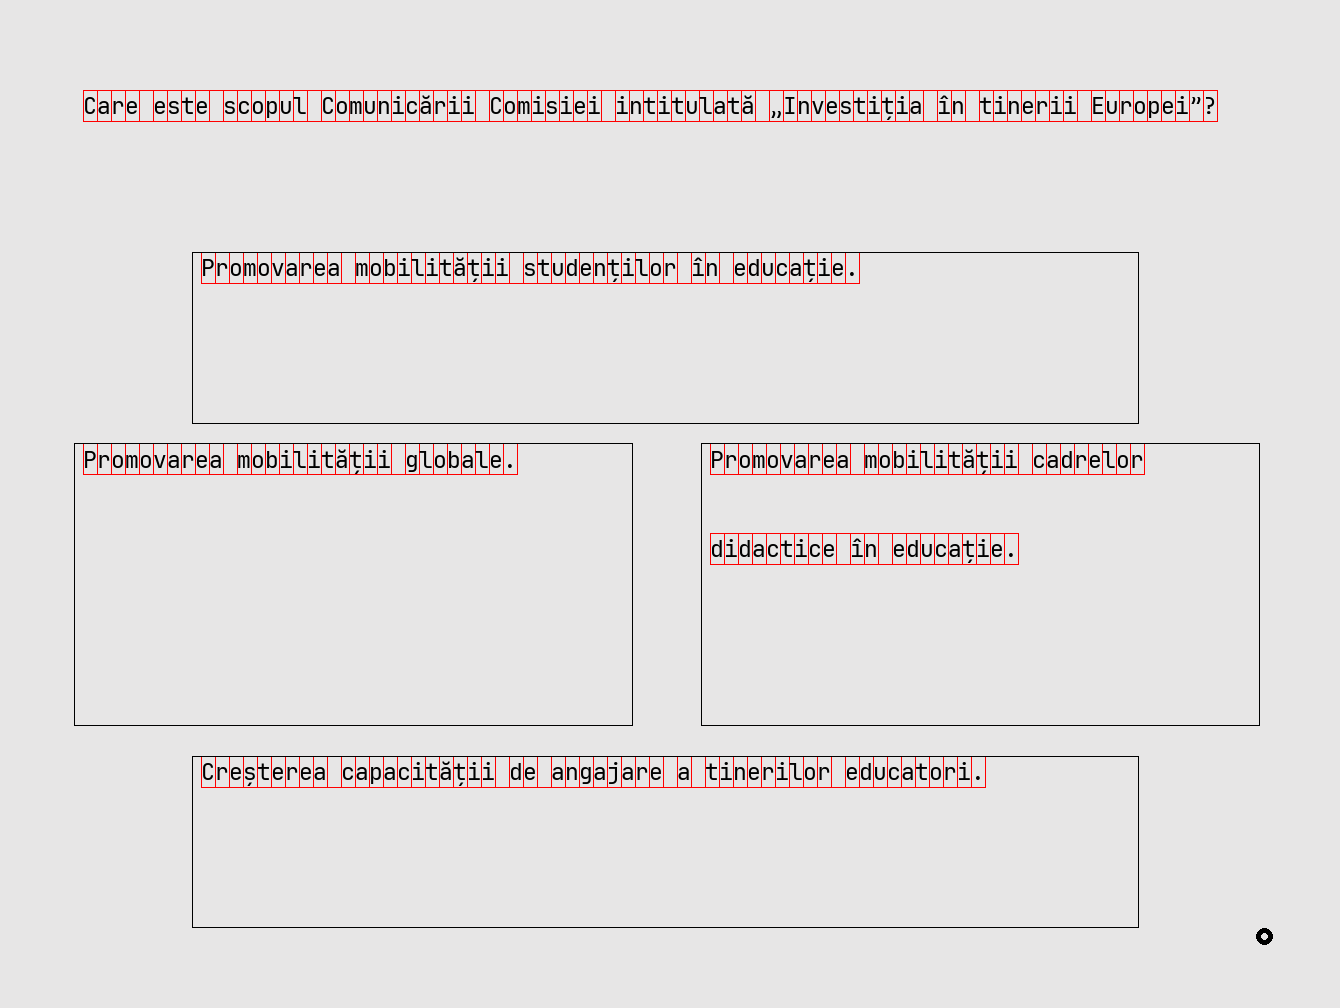 Care este scopul Comunicării Comisiei intitulată „Investiția în tinerii Europei”?
Promovarea mobilității studenților în educație.
Promovarea mobilității globale.
Promovarea mobilității cadrelor
didactice în educație.
Creșterea capacității de angajare a tinerilor educatori.